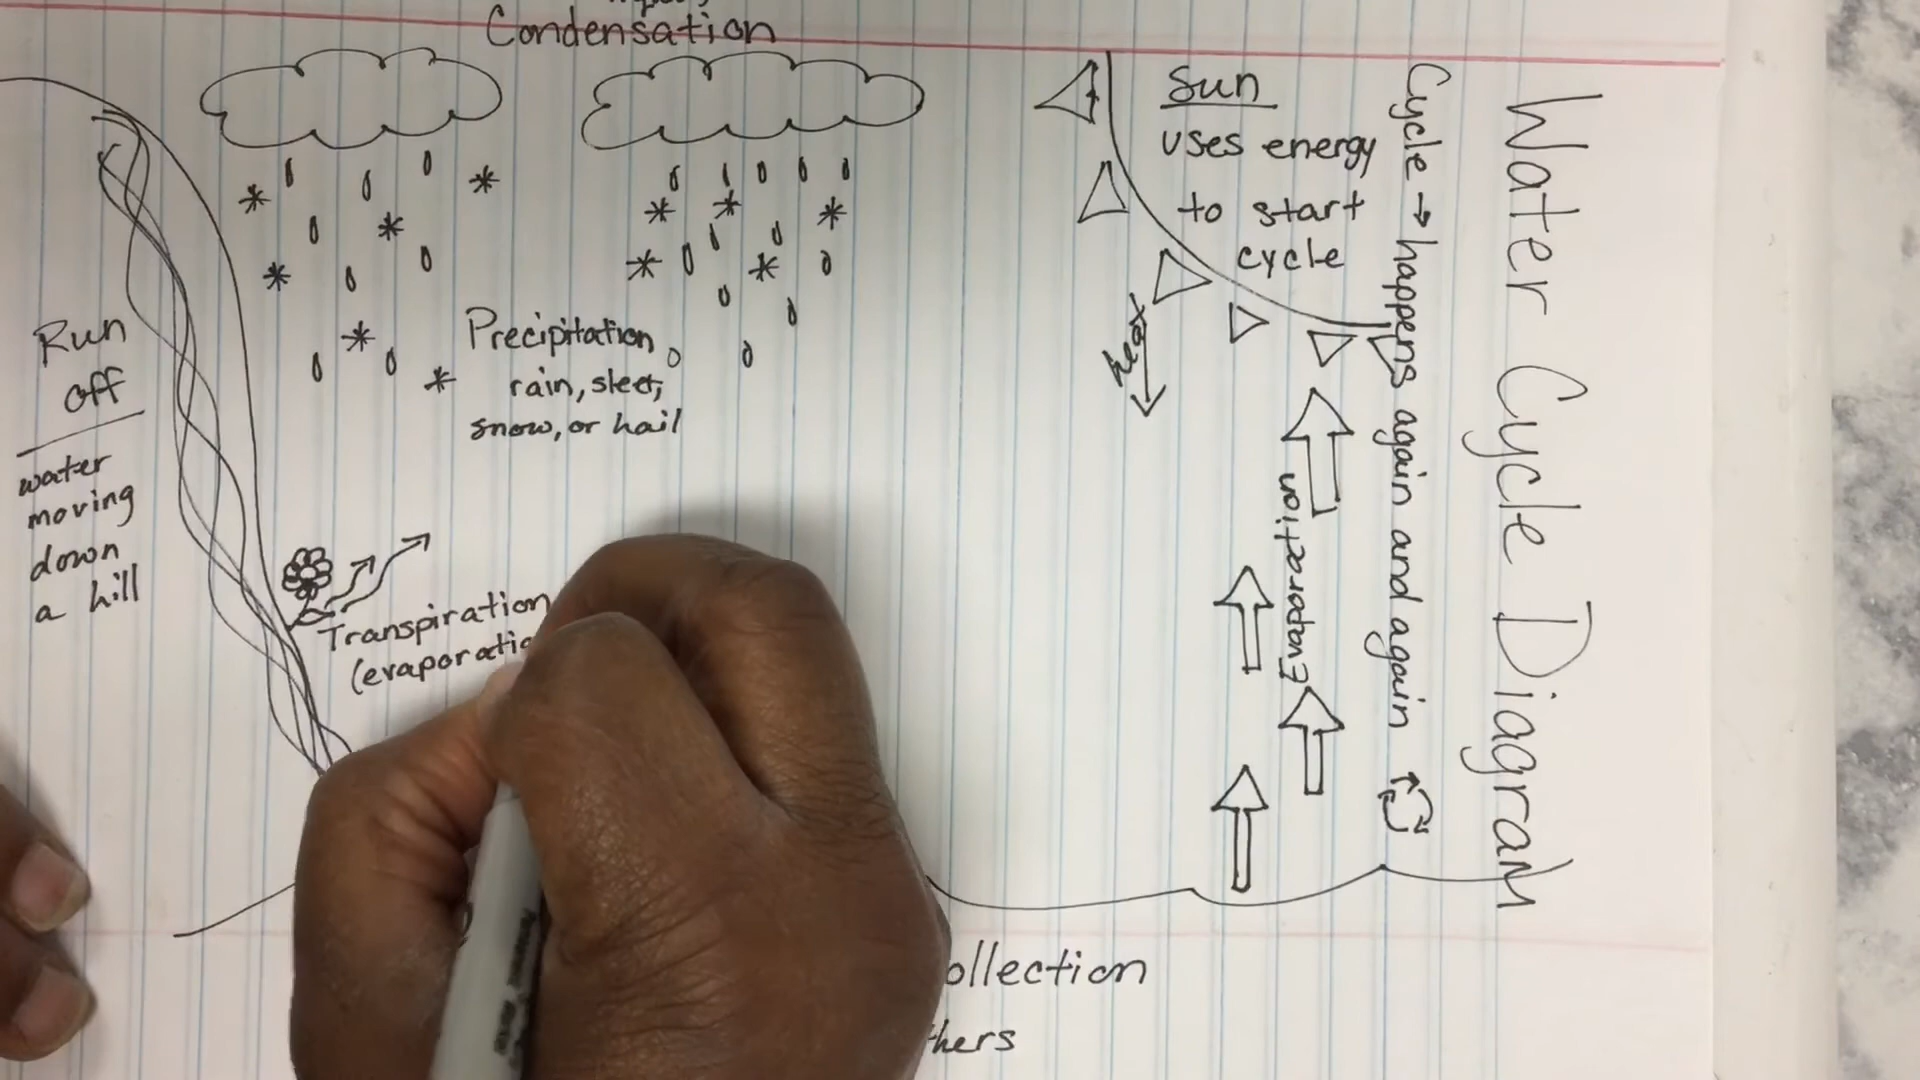 Condensation
Water Cycle Diagram
Cycle → happens again and again
Sun
uses energy
to start
cycle
heat
Evaporation
Precipitation
rain, sleet,
snow, or hail
Run
off
water
moving
down
a hill
Transpiration
(evaporatio
ollection
thers